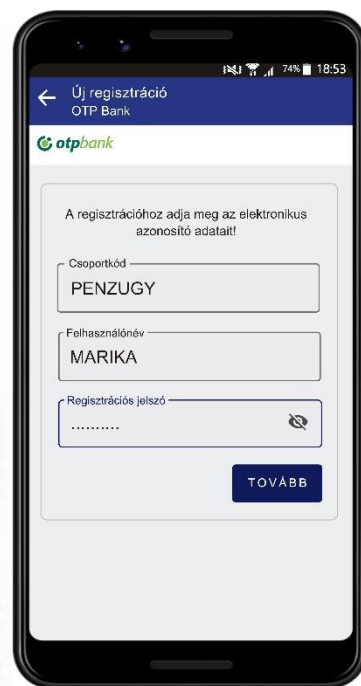 74% 18:53
Új regisztráció
OTP Bank
otpbank
A regisztrációhoz adja meg az elektronikus
azonosító adatait!
Csoportkód
PENZUGY
Felhasználónév
MARIKA
Regisztrációs jelszó
..........
TOVÁBB